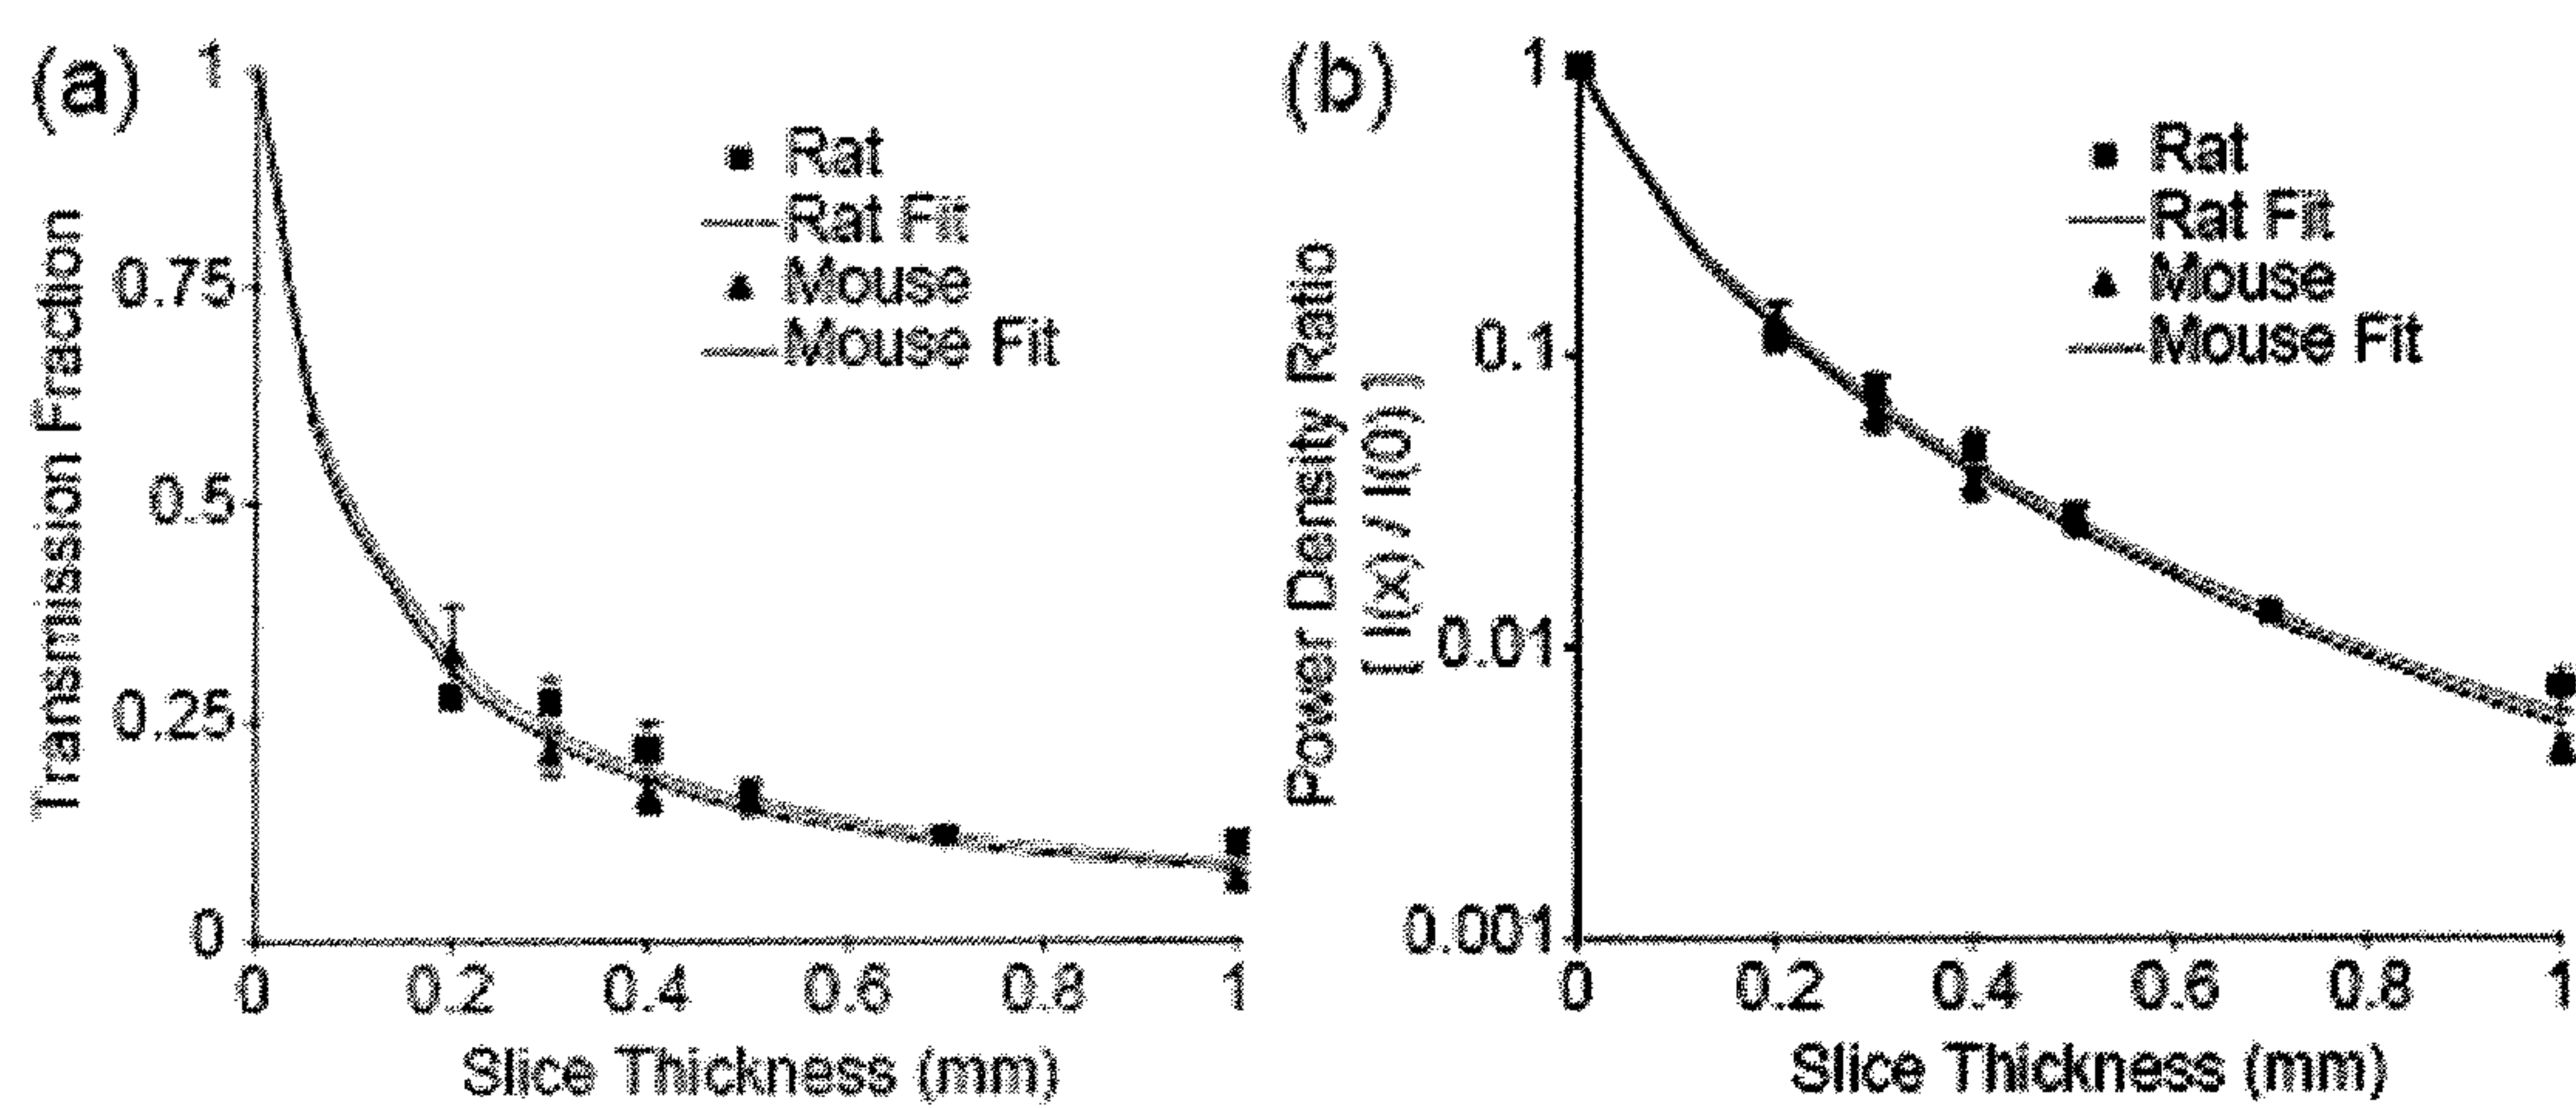 (a)
Transmission Fraction
1
0.75
0.5
0.25
0
0
0.2
0.4
0.6
0.8
1
Slice Thickness (mm)
Rat
Rat Fit
Mouse
Mouse Fit
(b)
Power Density Ratio
[ I(x) / I(0) ]
1
0.1
0.01
0.001
0
0.2
0.4
0.6
0.8
1
Slice Thickness (mm)
Rat
Rat Fit
Mouse
Mouse Fit